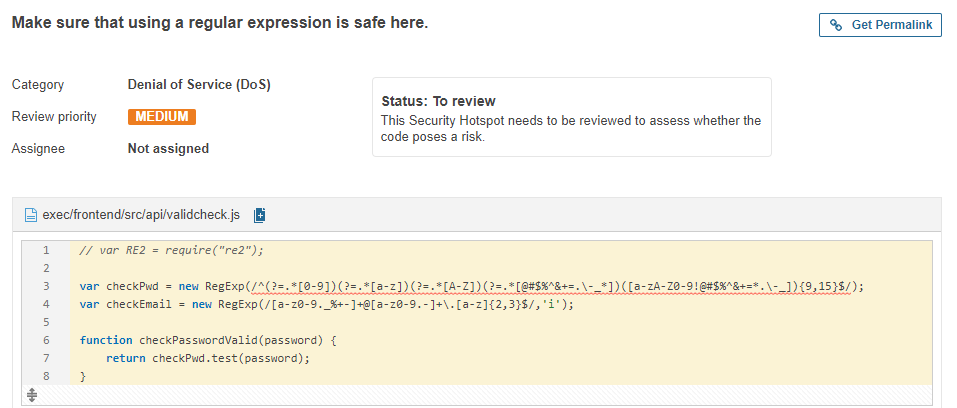 Make sure that using a regular expression is safe here.
Get Permalink
Category Denial of Service (DoS)
Review priority MEDIUM
Assignee Not assigned
Status: To review
This Security Hotspot needs to be reviewed to assess whether the
code poses a risk.
exec/frontend/src/api/validcheck.js
1 // var RE2 = require("re2");
2
3 var checkPwd = new RegExp(/^(?=.*[0-9])(?=.*[a-z])(?=.*[A-Z])(?=.*[@#$%^&+=.\-_*])([a-zA-Z0-9!@#$%^&+=*.\-_]){9,15}$/);
4 var checkEmail = new RegExp(/[a-z0-9._%+-]+@[a-z0-9.-]+\.[a-z]{2,3}$/,'i');
5
6 function checkPasswordValid(password) {
7 return checkPwd.test(password);
8 }